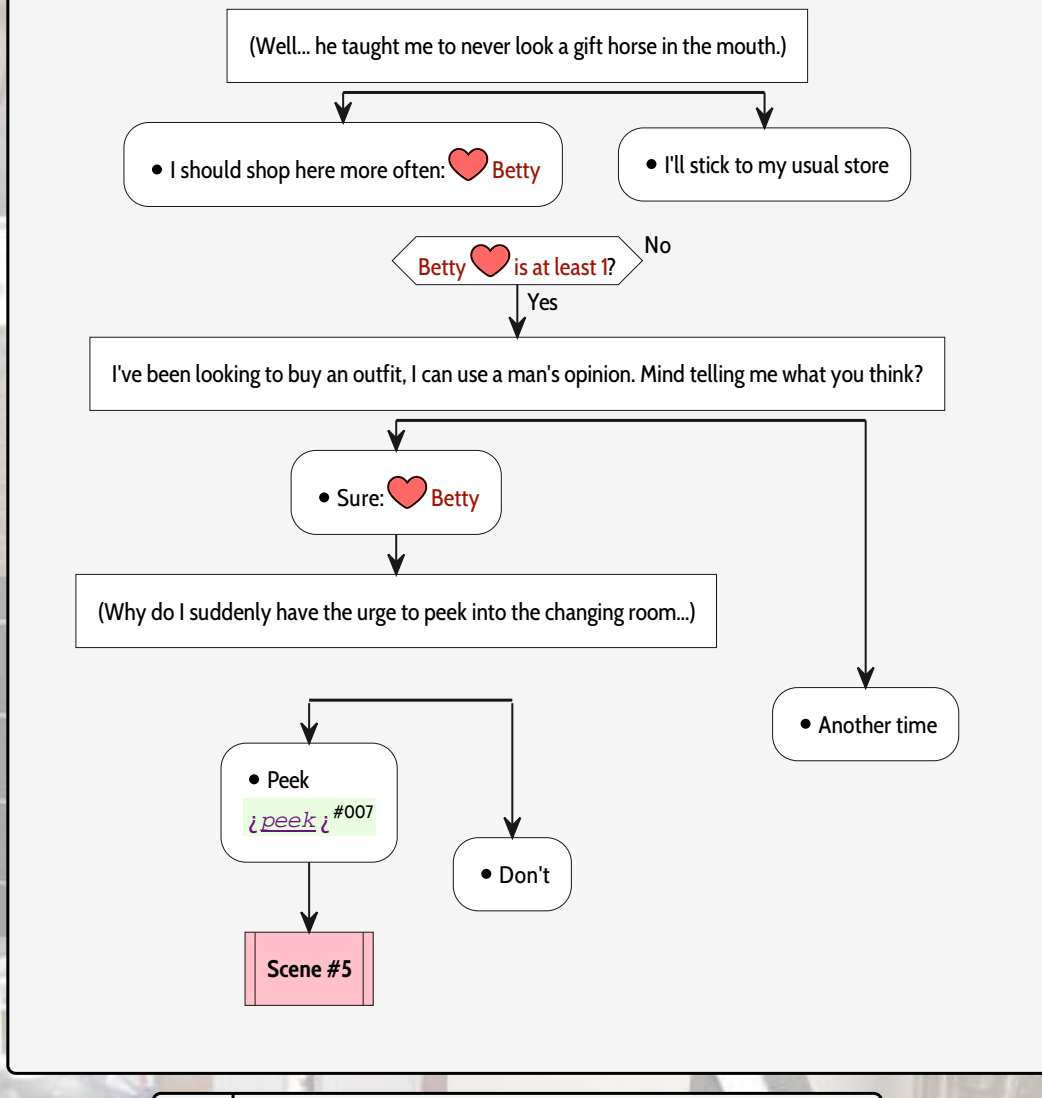 (Well... he taught me to never look a gift horse in the mouth.)
• I should shop here more often: Betty
• I'll stick to my usual store
Betty is at least 1?
No
Yes
I've been looking to buy an outfit, I can use a man's opinion. Mind telling me what you think?
• Sure: Betty
(Why do I suddenly have the urge to peek into the changing room...)
• Another time
• Peek
¿peek¿#007
• Don't
Scene #5